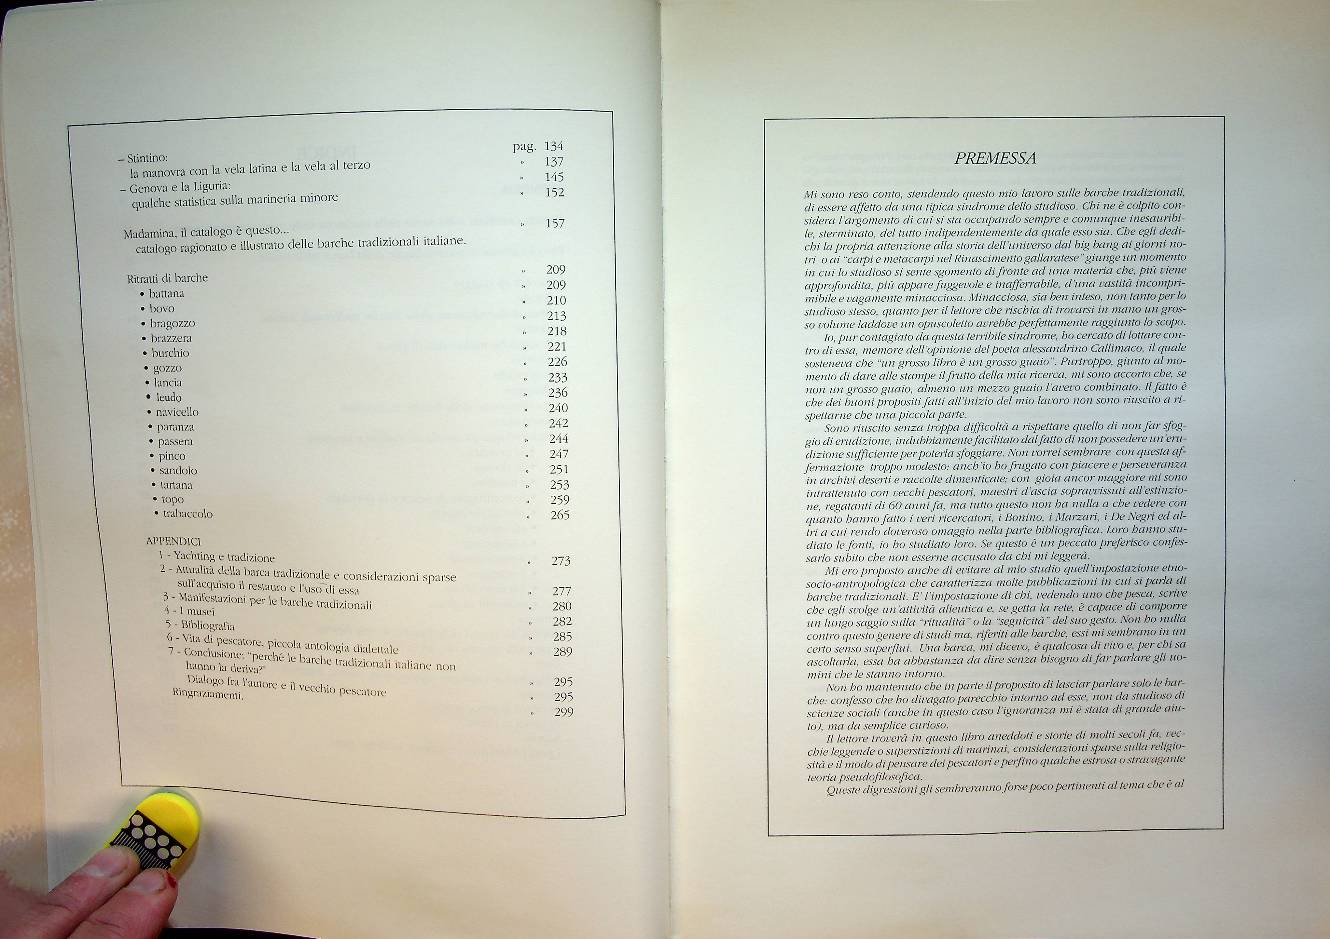 pag. 134
– Stintino:
la manovra con la vela latina e la vela al terzo » 137
– Genova e la Liguria: » 145
qualche statistica sulla marineria minore » 152
Madamina, il catalogo è questo... » 157
catalogo ragionato e illustrato delle barche tradizionali italiane.
Ritratti di barche » 209
• battana » 209
• bovo » 210
• bragozzo » 213
• brazzera » 218
• burchio » 221
• gozzo » 226
• lancia » 233
• leudo » 236
• navicello » 240
• paranza » 242
• passera » 244
• pinco » 247
• sandolo » 251
• tartana » 253
• topo » 259
• trabaccolo » 265
APPENDICI
1 - Yachting e tradizione » 273
2 - Attualità della barca tradizionale e considerazioni sparse
sull'acquisto il restauro e l'uso di essa » 277
3 - Manifestazioni per le barche tradizionali » 280
4 - I musei » 282
5 - Bibliografia » 285
6 - Vita di pescatore, piccola antologia dialettale » 289
7 - Conclusione: "perché le barche tradizionali italiane non
hanno la deriva?" » 295
Dialogo fra l'autore e il vecchio pescatore » 295
Ringraziamenti. » 299
PREMESSA
Mi sono reso conto, stendendo questo mio lavoro sulle barche tradizionali,
di essere affetto da una tipica sindrome dello studioso. Chi ne è colpito con-
sidera l'argomento di cui si sta occupando sempre e comunque inesauribi-
le, sterminato, del tutto indipendentemente da quale esso sia. Che egli dedi-
chi la propria attenzione alla storia dell'universo dal big bang ai giorni no-
tri o ai "carpi e metacarpi nel Rinascimento gallaratese" giunge un momento
in cui lo studioso si sente sgomento di fronte ad una materia che, più viene
approfondita, più appare fuggevole e inafferrabile, d'una vastità incompri-
mibile e vagamente minacciosa. Minacciosa, sia ben inteso, non tanto per lo
studioso stesso, quanto per il lettore che rischia di trovarsi in mano un gros-
so volume laddove un opuscoletto avrebbe perfettamente raggiunto lo scopo.
Io, pur contagiato da questa terribile sindrome, ho cercato di lottare con-
tro di essa, memore dell'opinione del poeta alessandrino Callimaco, il quale
sosteneva che "un grosso libro è un grosso guaio". Purtroppo, giunto al mo-
mento di dare alle stampe il frutto della mia ricerca, mi sono accorto che, se
non un grosso guaio, almeno un mezzo guaio l'avevo combinato. Il fatto è
che dei buoni propositi fatti all'inizio del mio lavoro non sono riuscito a ri-
spettarne che una piccola parte.
Sono riuscito senza troppa difficoltà a rispettare quello di non far sfog-
gio di erudizione, indubbiamente facilitato dal fatto di non possedere un'eru-
dizione sufficiente per poterla sfoggiare. Non vorrei sembrare con questa af-
fermazione troppo modesto: anch'io ho frugato con piacere e perseveranza
in archivi deserti e raccolte dimenticate; con gioia ancor maggiore mi sono
intrattenuto con vecchi pescatori, maestri d'ascia sopravvissuti all'estinzio-
ne, regatanti di 60 anni fa, ma tutto questo non ha nulla a che vedere con
quanto hanno fatto i veri ricercatori, i Bonino, i Marzari, i De Negri ed al-
tri a cui rendo doveroso omaggio nella parte bibliografica. Loro hanno stu-
diato le fonti, io ho studiato loro. Se questo è un peccato preferisco confes-
sarlo subito che non esserne accusato da chi mi leggerà.
Mi ero proposto anche di evitare al mio studio quell'impostazione etno-
socio-antropologica che caratterizza molte pubblicazioni in cui si parla di
barche tradizionali. E' l'impostazione di chi, vedendo uno che pesca, scrive
che egli svolge un'attività alieutica e, se getta la rete, è capace di comporre
un lungo saggio sulla "ritualità" o la "segnicità" del suo gesto. Non ho nulla
contro questo genere di studi ma, riferiti alle barche, essi mi sembrano in un
certo senso superflui. Una barca, mi dicevo, è qualcosa di vivo e, per chi sa
ascoltarla, essa ha abbastanza da dire senza bisogno di far parlare gli uo-
mini che le stanno intorno.
Non ho mantenuto che in parte il proposito di lasciar parlare solo le bar-
che: confesso che ho divagato parecchio intorno ad esse, non da studioso di
scienze sociali (anche in questo caso l'ignoranza mi è stata di grande aiu-
to), ma da semplice curioso.
Il lettore troverà in questo libro aneddoti e storie di molti secoli fa, vec-
chie leggende o superstizioni di marinai, considerazioni sparse sulla religio-
sità e il modo di pensare dei pescatori e perfino qualche estrosa o stravagante
teoria pseudofilosofica.
Queste digressioni gli sembreranno forse poco pertinenti al tema che è al